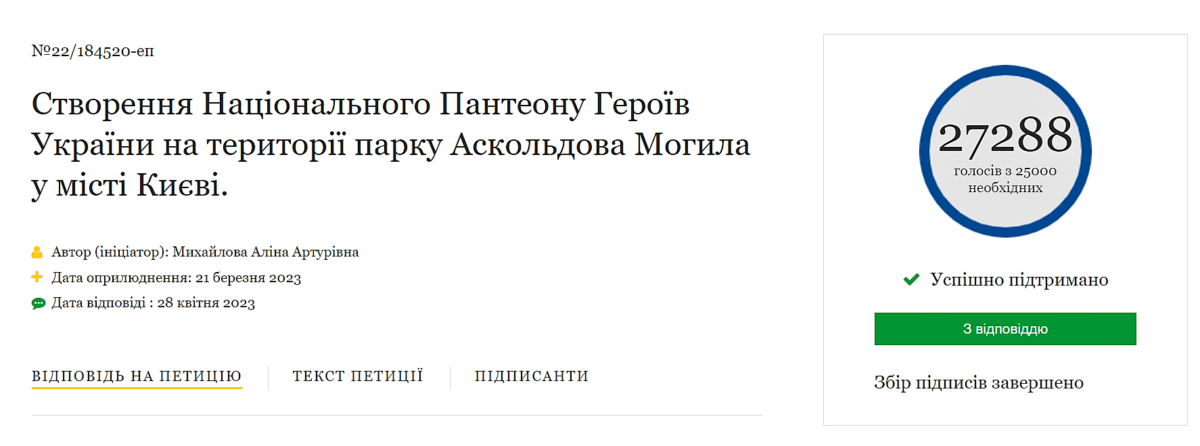 №22/184520-еп
Створення Національного Пантеону Героїв
України на території парку Аскольдова Могила
у місті Києві.
Автор (ініціатор): Михайлова Аліна Артурівна
Дата оприлюднення: 21 березня 2023
Дата відповіді : 28 квітня 2023
ВІДПОВІДЬ НА ПЕТИЦІЮ
ТЕКСТ ПЕТИЦІЇ
ПІДПИСАНТИ
27288
голосів з 25000
необхідних
Успішно підтримано
З відповіддю
Збір підписів завершено